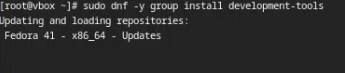 [root@vbox ~]# sudo dnf -y group install development-tools
Updating and loading repositories:
Fedora 41 - x86_64 - Updates